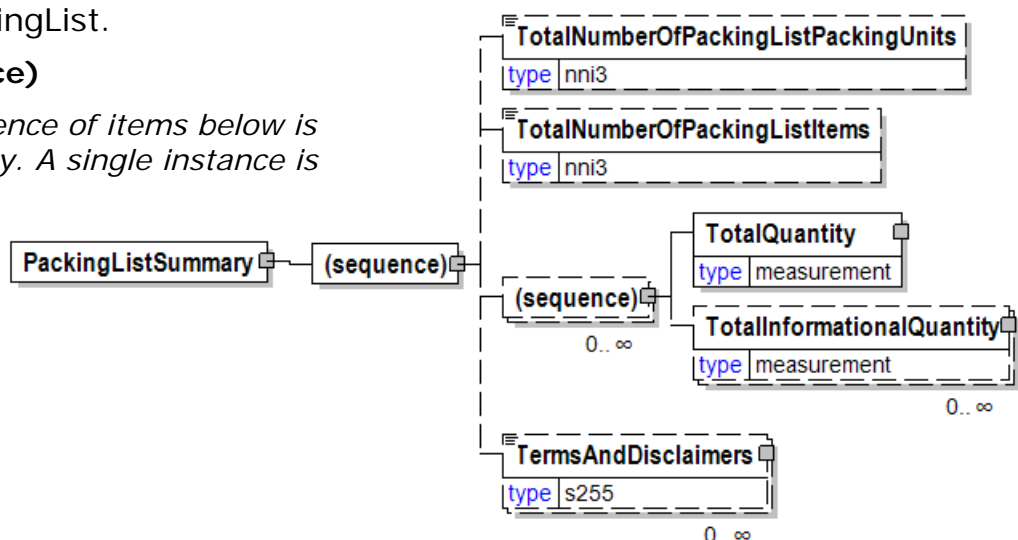 ingList.
ce)
ence of items below is
y. A single instance is
TotalNumberOfPackingListPackingUnits
type nni3
TotalNumberOfPackingListItems
type nni3
PackingListSummary
(sequence)
(sequence)
0.. ∞
TotalQuantity
type measurement
TotalInformationalQuantity
type measurement
0.. ∞
TermsAndDisclaimers
type s255
0.. ∞